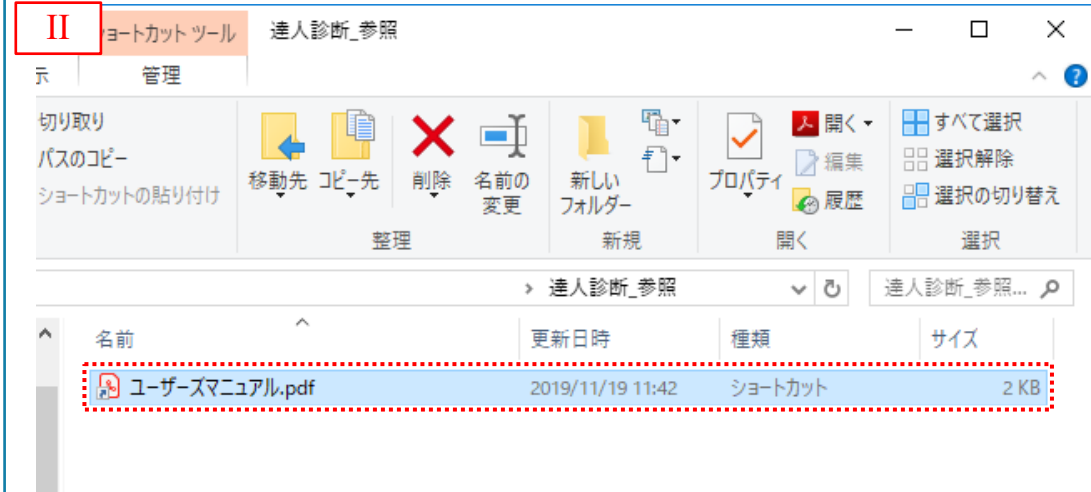 II
ョートカット ツール 達人診断_参照
示 管理
切り取り
パスのコピー
ショートカットの貼り付け
移動先 コピー先 削除 名前の
変更
整理
新しい
フォルダー
新規
プロパティ
開く
編集
履歴
開く
すべて選択
選択解除
選択の切り替え
選択
> 達人診断_参照
達人診断_参照...
名前 更新日時 種類 サイズ
ユーザーズマニュアル.pdf 2019/11/19 11:42 ショートカット 2 KB